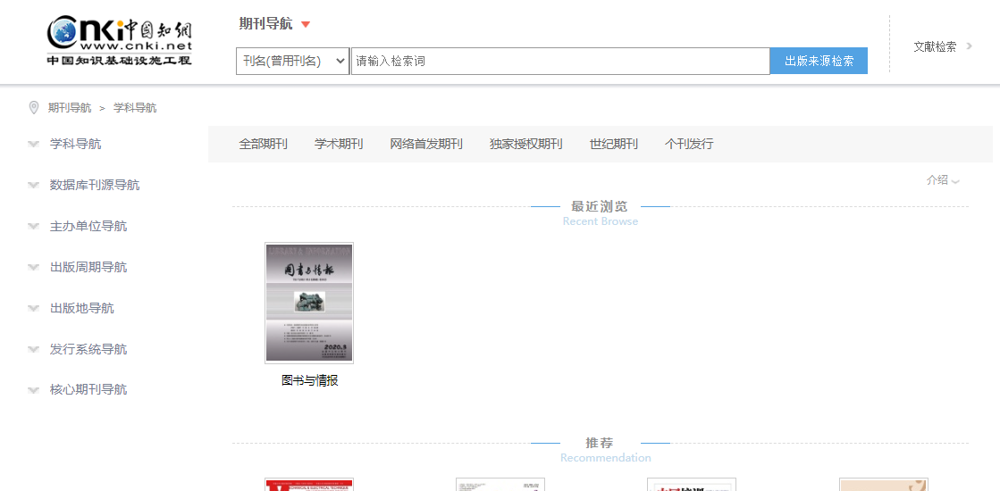 Cnki中国知网
www.cnki.net
中国知识基础设施工程
期刊导航
刊名(曾用刊名)
请输入检索词
出版来源检索
文献检索
期刊导航 > 学科导航
学科导航
数据库刊源导航
主办单位导航
出版周期导航
出版地导航
发行系统导航
核心期刊导航
全部期刊 学术期刊 网络首发期刊 独家授权期刊 世纪期刊 个刊发行
介绍
最近浏览
Recent Browse
LIBRARY & INFORMATION
图书与情报
2020.3
图书与情报
推荐
Recommendation